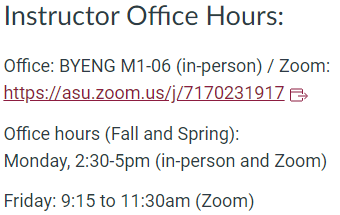 Instructor Office Hours:
Office: BYENG M1-06 (in-person) / Zoom:
https://asu.zoom.us/j/7170231917
Office hours (Fall and Spring):
Monday, 2:30-5pm (in-person and Zoom)
Friday: 9:15 to 11:30am (Zoom)